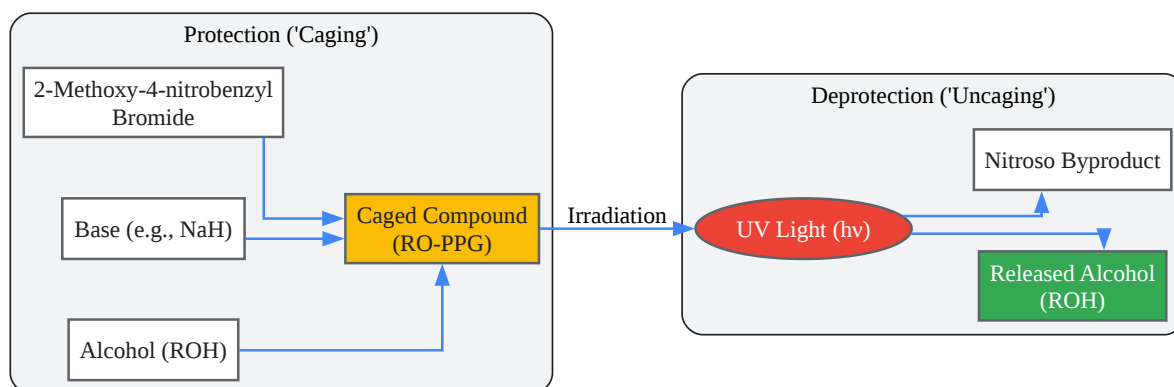 Protection ('Caging')
2-Methoxy-4-nitrobenzyl
Bromide
Base (e.g., NaH)
Alcohol (ROH)
Caged Compound
(RO-PPG)
Irradiation
Deprotection ('Uncaging')
UV Light (hν)
Nitroso Byproduct
Released Alcohol
(ROH)